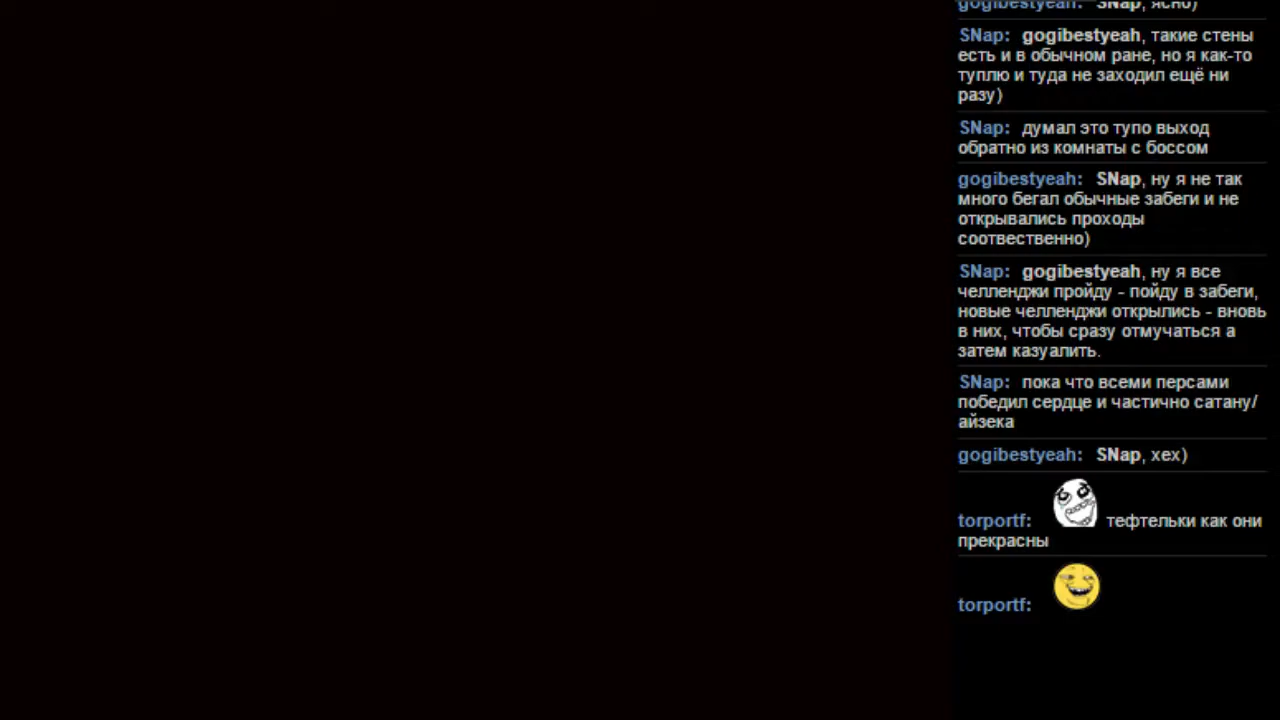 gogibestyeah: SNap, ясно)
SNap: gogibestyeah, такие стены
есть и в обычном ране, но я как-то
туплю и туда не заходил ещё ни
разу)
SNap: думал это тупо выход
обратно из комнаты с боссом
gogibestyeah: SNap, ну я не так
много бегал обычные забеги и не
открывались проходы
соотвественно)
SNap: gogibestyeah, ну я все
челленджи пройду - пойду в забеги,
новые челленджи открылись - вновь
в них, чтобы сразу отмучаться а
затем казуалить.
SNap: пока что всеми персами
победил сердце и частично сатану/
айзека
gogibestyeah: SNap, хех)
torportf: тефтельки как они
прекрасны
torportf: